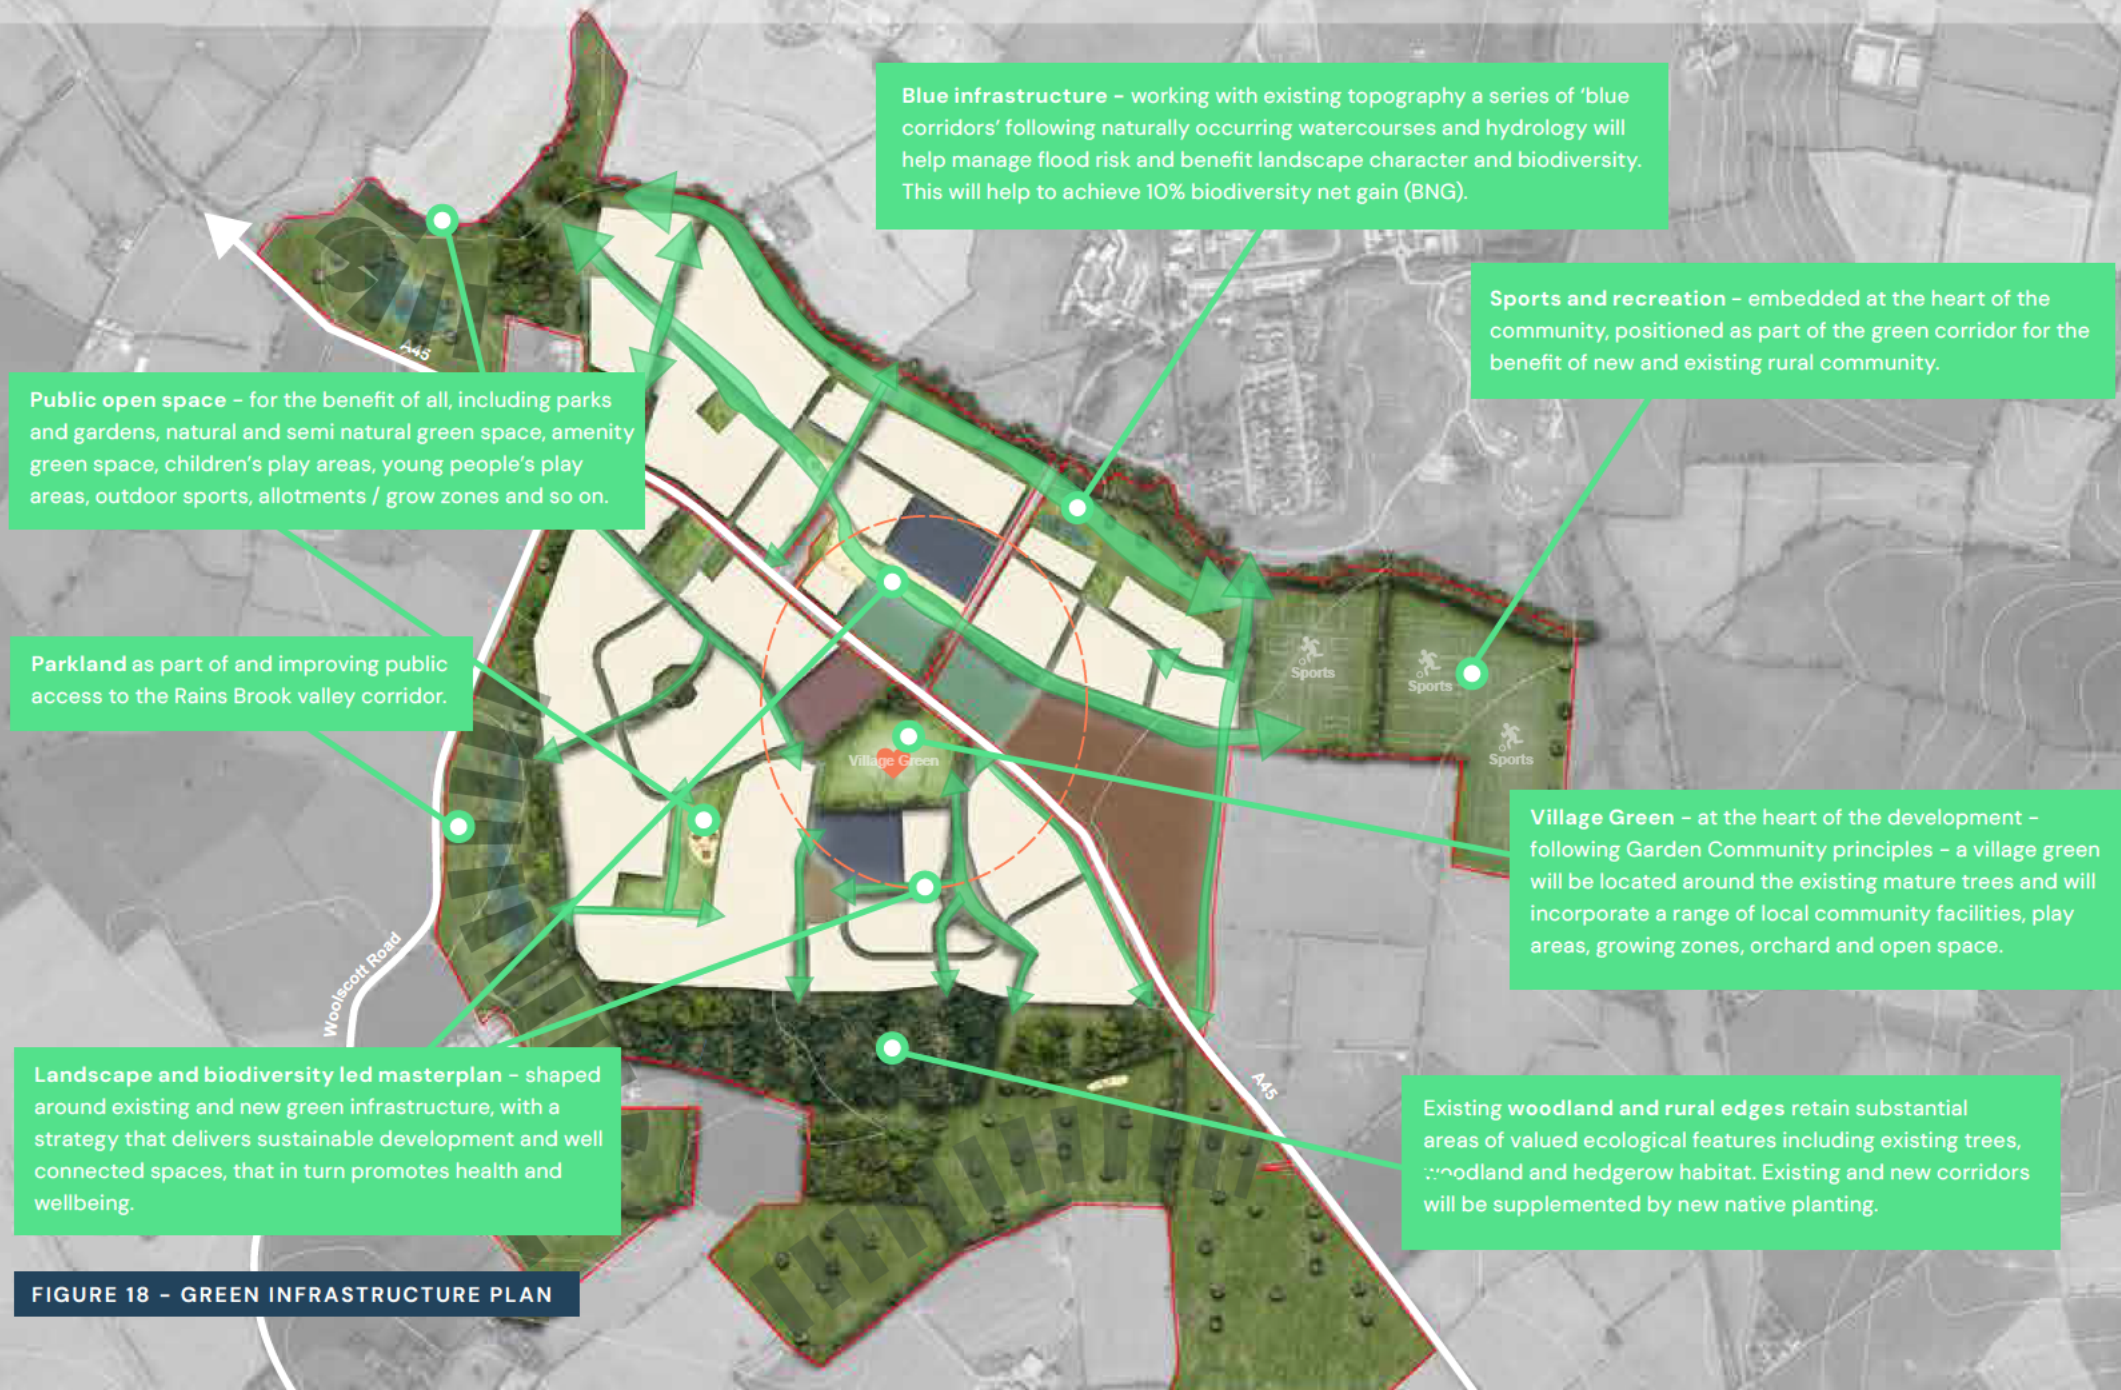 Blue infrastructure – working with existing topography a series of ‘blue
corridors’ following naturally occurring watercourses and hydrology will
help manage flood risk and benefit landscape character and biodiversity.
This will help to achieve 10% biodiversity net gain (BNG).
Sports and recreation – embedded at the heart of the
community, positioned as part of the green corridor for the
benefit of new and existing rural community.
A45
Public open space – for the benefit of all, including parks
and gardens, natural and semi natural green space, amenity
green space, children’s play areas, young people’s play
areas, outdoor sports, allotments / grow zones and so on.
Sports
Sports
Sports
Parkland as part of and improving public
access to the Rains Brook valley corridor.
Village Green
Village Green – at the heart of the development –
following Garden Community principles – a village green
will be located around the existing mature trees and will
incorporate a range of local community facilities, play
areas, growing zones, orchard and open space.
Woolscott Road
Landscape and biodiversity led masterplan – shaped
around existing and new green infrastructure, with a
strategy that delivers sustainable development and well
connected spaces, that in turn promotes health and
wellbeing.
A45
Existing woodland and rural edges retain substantial
areas of valued ecological features including existing trees,
woodland and hedgerow habitat. Existing and new corridors
will be supplemented by new native planting.
FIGURE 18 – GREEN INFRASTRUCTURE PLAN